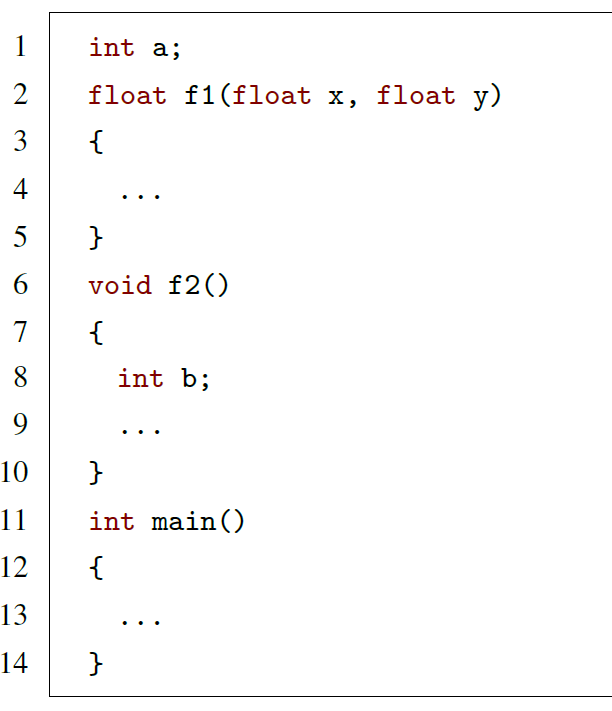 1 int a;
2 float f1(float x, float y)
3 {
4 ...
5 }
6 void f2()
7 {
8 int b;
9 ...
10 }
11 int main()
12 {
13 ...
14 }